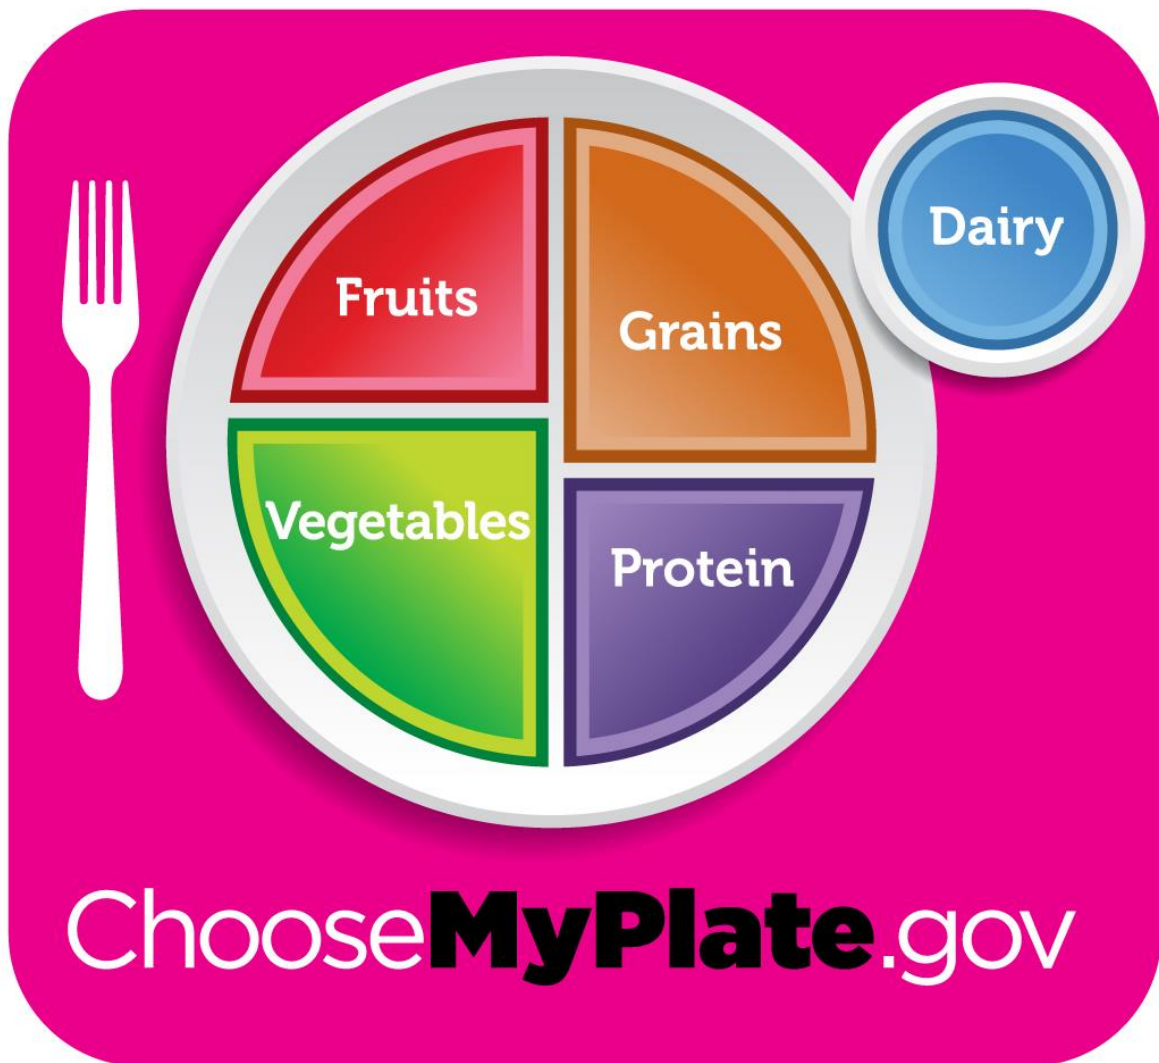 Fruits
Grains
Dairy
Vegetables
Protein
ChooseMyPlate.gov